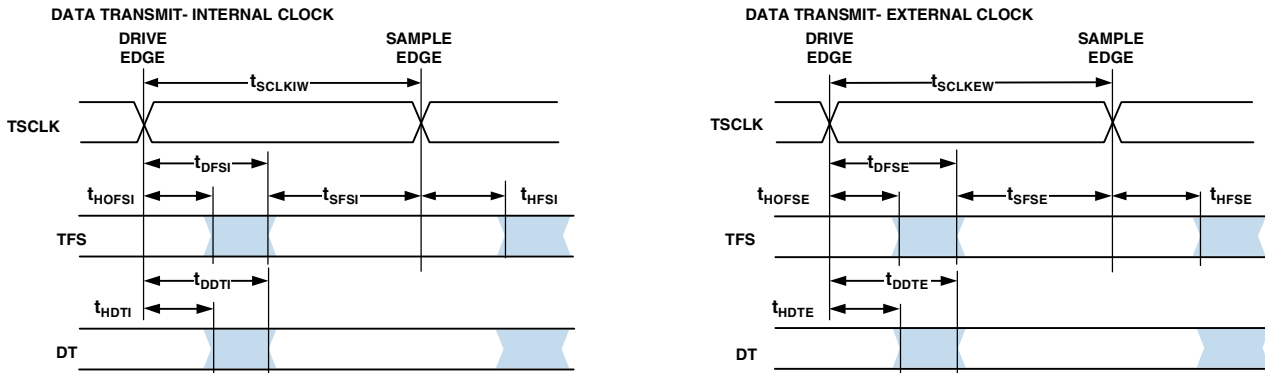 DATA TRANSMIT- INTERNAL CLOCK
DRIVE
EDGE
SAMPLE
EDGE
tSCLKIW
TSCLK
tDFSI
tHOFSI
tSFSI
tHFSI
TFS
tDDTI
tHDTI
DT
DATA TRANSMIT- EXTERNAL CLOCK
DRIVE
EDGE
SAMPLE
EDGE
tSCLKEW
TSCLK
tDFSE
tHOFSE
tSFSE
tHFSE
TFS
tDDTE
tHDTE
DT